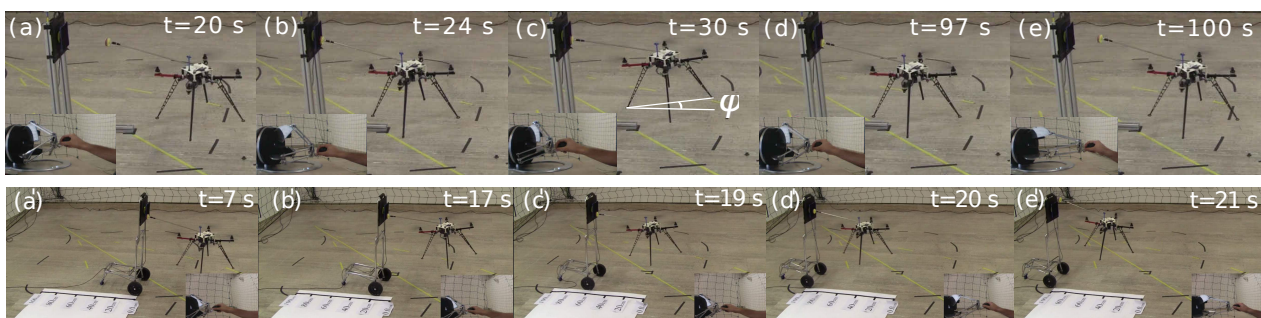 (a) t=20 s
(b) t=24 s
(c) t=30 s
(d) t=97 s
(e) t=100 s
φ
(a') t=7 s
(b') t=17 s
(c') t=19 s
(d') t=20 s
(e') t=21 s